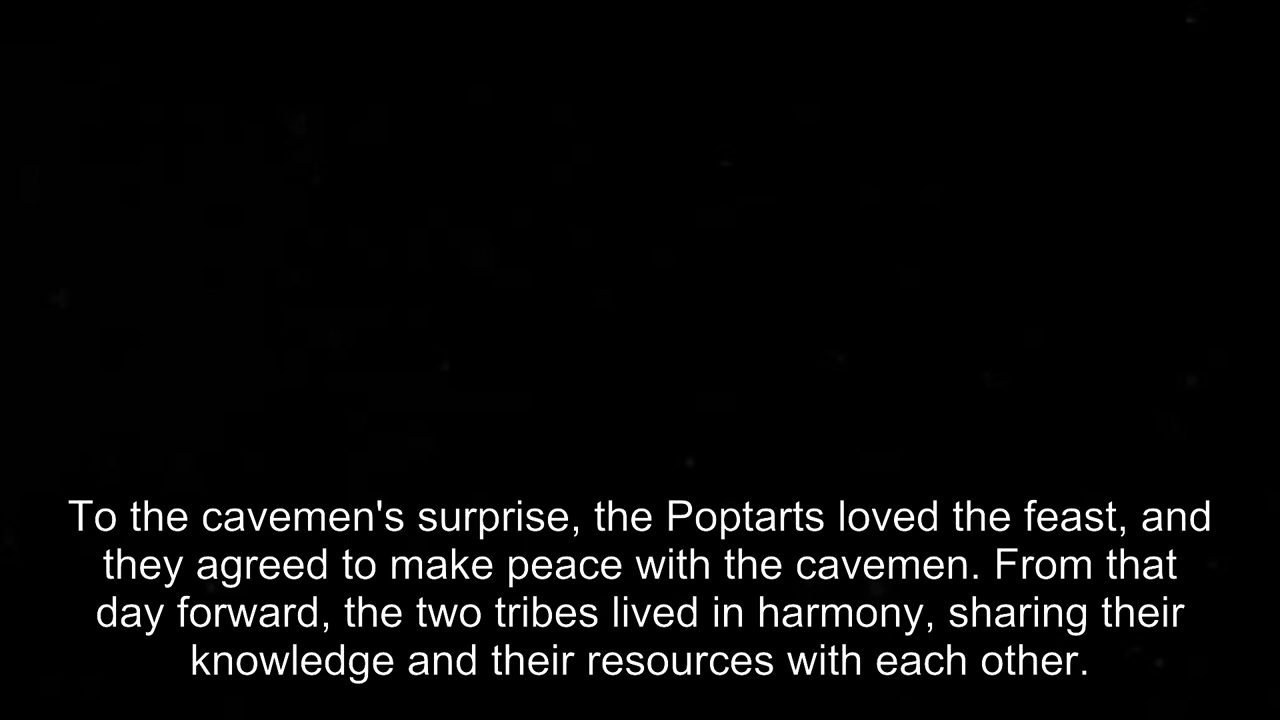 To the cavemen's surprise, the Poptarts loved the feast, and
they agreed to make peace with the cavemen. From that
day forward, the two tribes lived in harmony, sharing their
knowledge and their resources with each other.